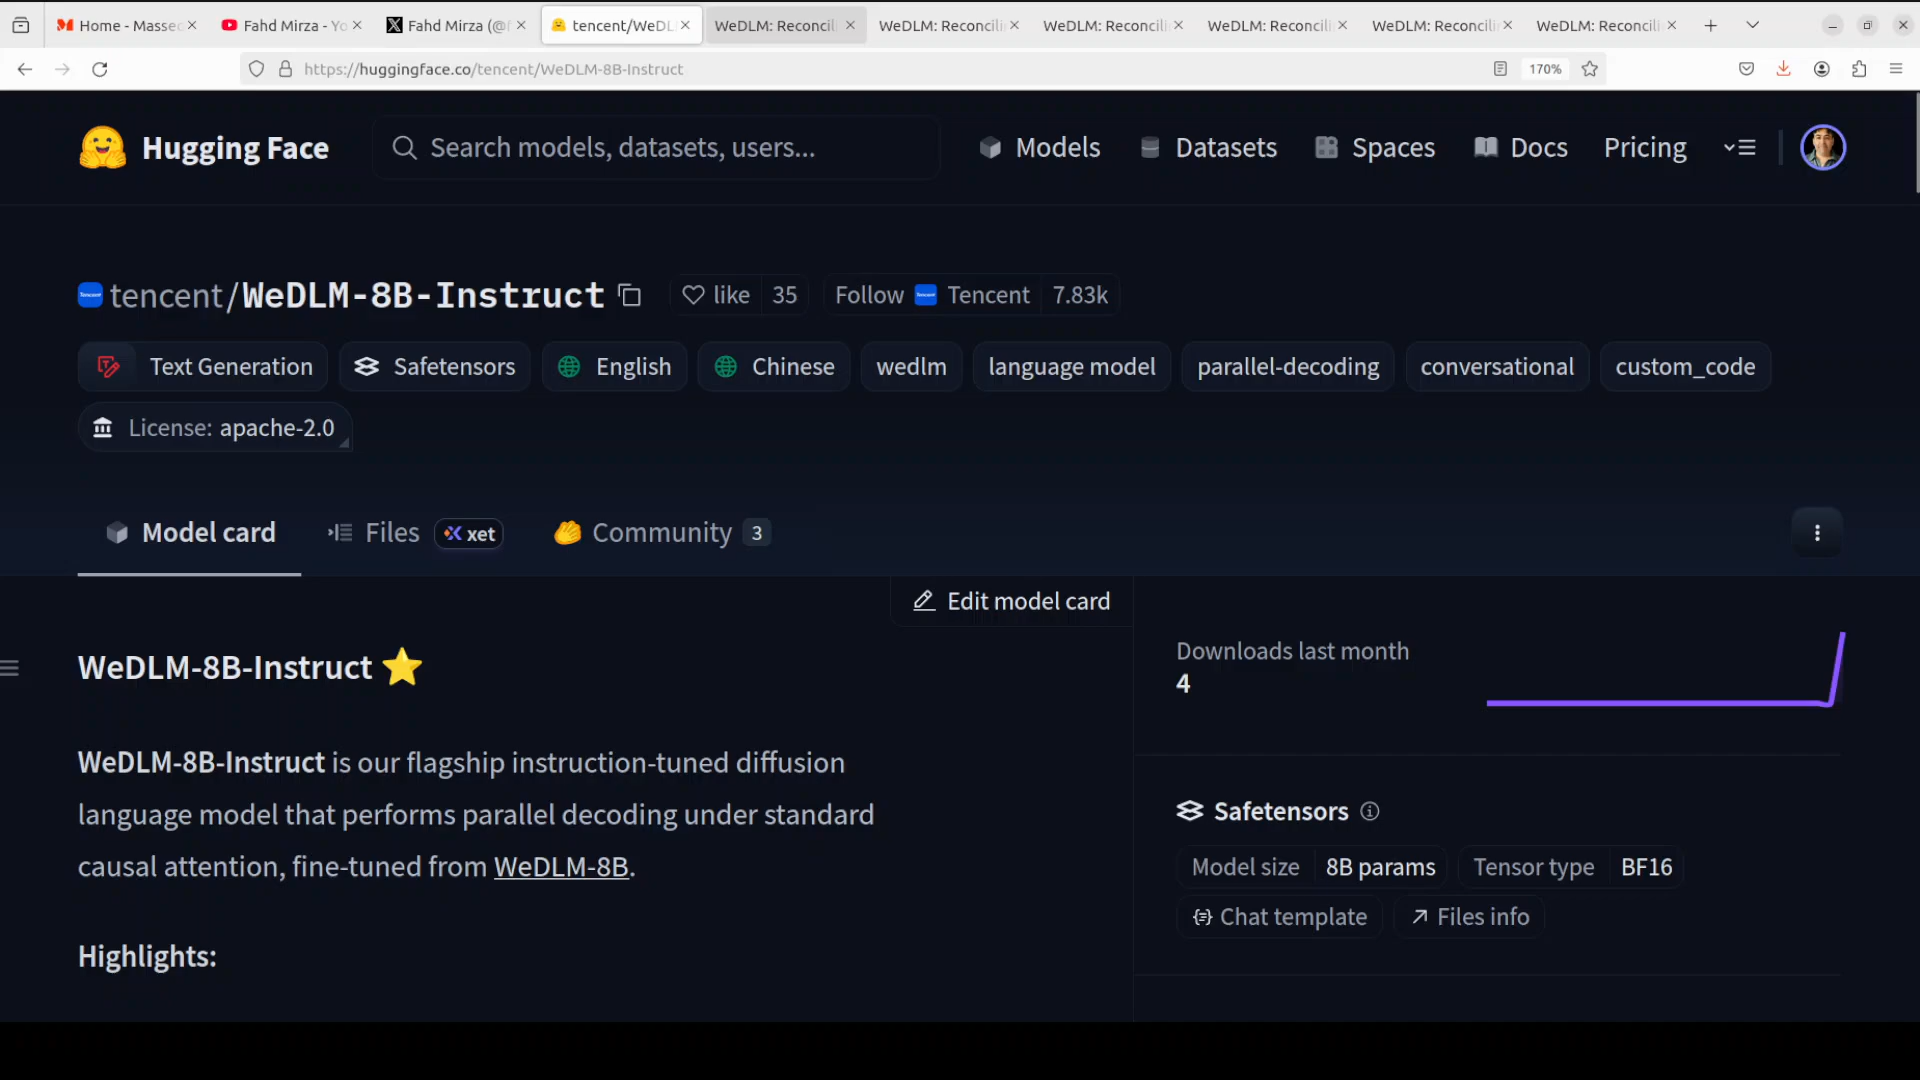 Home - Massed
Fahd Mirza - Yo
Fahd Mirza (@f
tencent/WeDL
WeDLM: Reconcili
WeDLM: Reconcili
WeDLM: Reconcili
WeDLM: Reconcili
WeDLM: Reconcili
WeDLM: Reconcili
https://huggingface.co/tencent/WeDLM-8B-Instruct
170%
Hugging Face
Search models, datasets, users...
Models
Datasets
Spaces
Docs
Pricing
tencent/WeDLM-8B-Instruct
like 35
Follow Tencent 7.83k
Text Generation
Safetensors
English
Chinese
wedlm
language model
parallel-decoding
conversational
custom_code
License: apache-2.0
Model card
Files
xet
Community 3
Edit model card
WeDLM-8B-Instruct
WeDLM-8B-Instruct is our flagship instruction-tuned diffusion
language model that performs parallel decoding under standard
causal attention, fine-tuned from WeDLM-8B.
Highlights:
Downloads last month
4
Safetensors
Model size 8B params
Tensor type BF16
Chat template
Files info